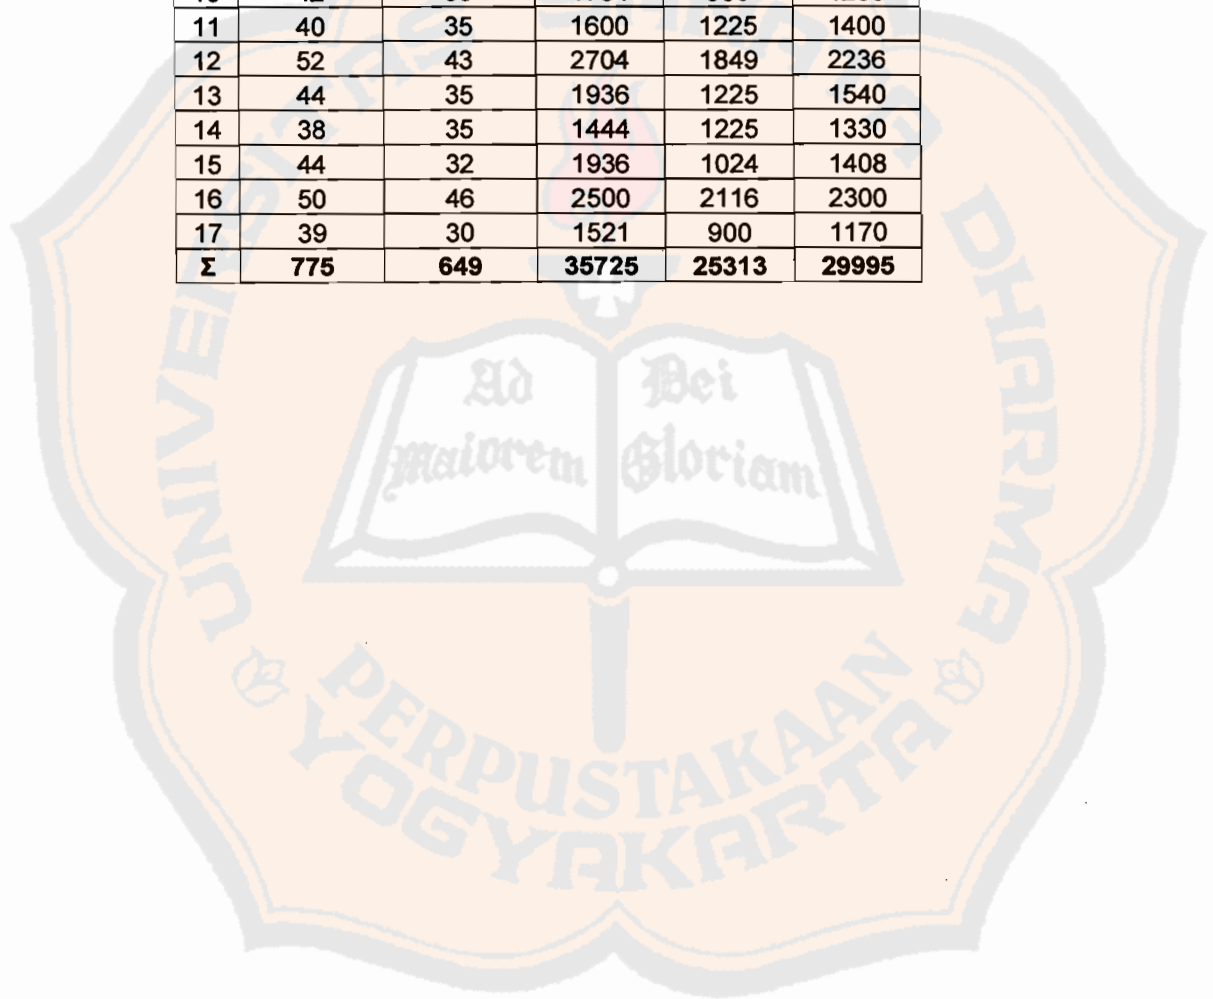 11 40 35 1600 1225 1400
12 52 43 2704 1849 2236
13 44 35 1936 1225 1540
14 38 35 1444 1225 1330
15 44 32 1936 1024 1408
16 50 46 2500 2116 2300
17 39 30 1521 900 1170
Σ 775 649 35725 25313 29995
Ad Dei
Maiorem Gloriam
UNIVERSITAS DHARMA
PERPUSTAKAAN
YOGYAKARTA